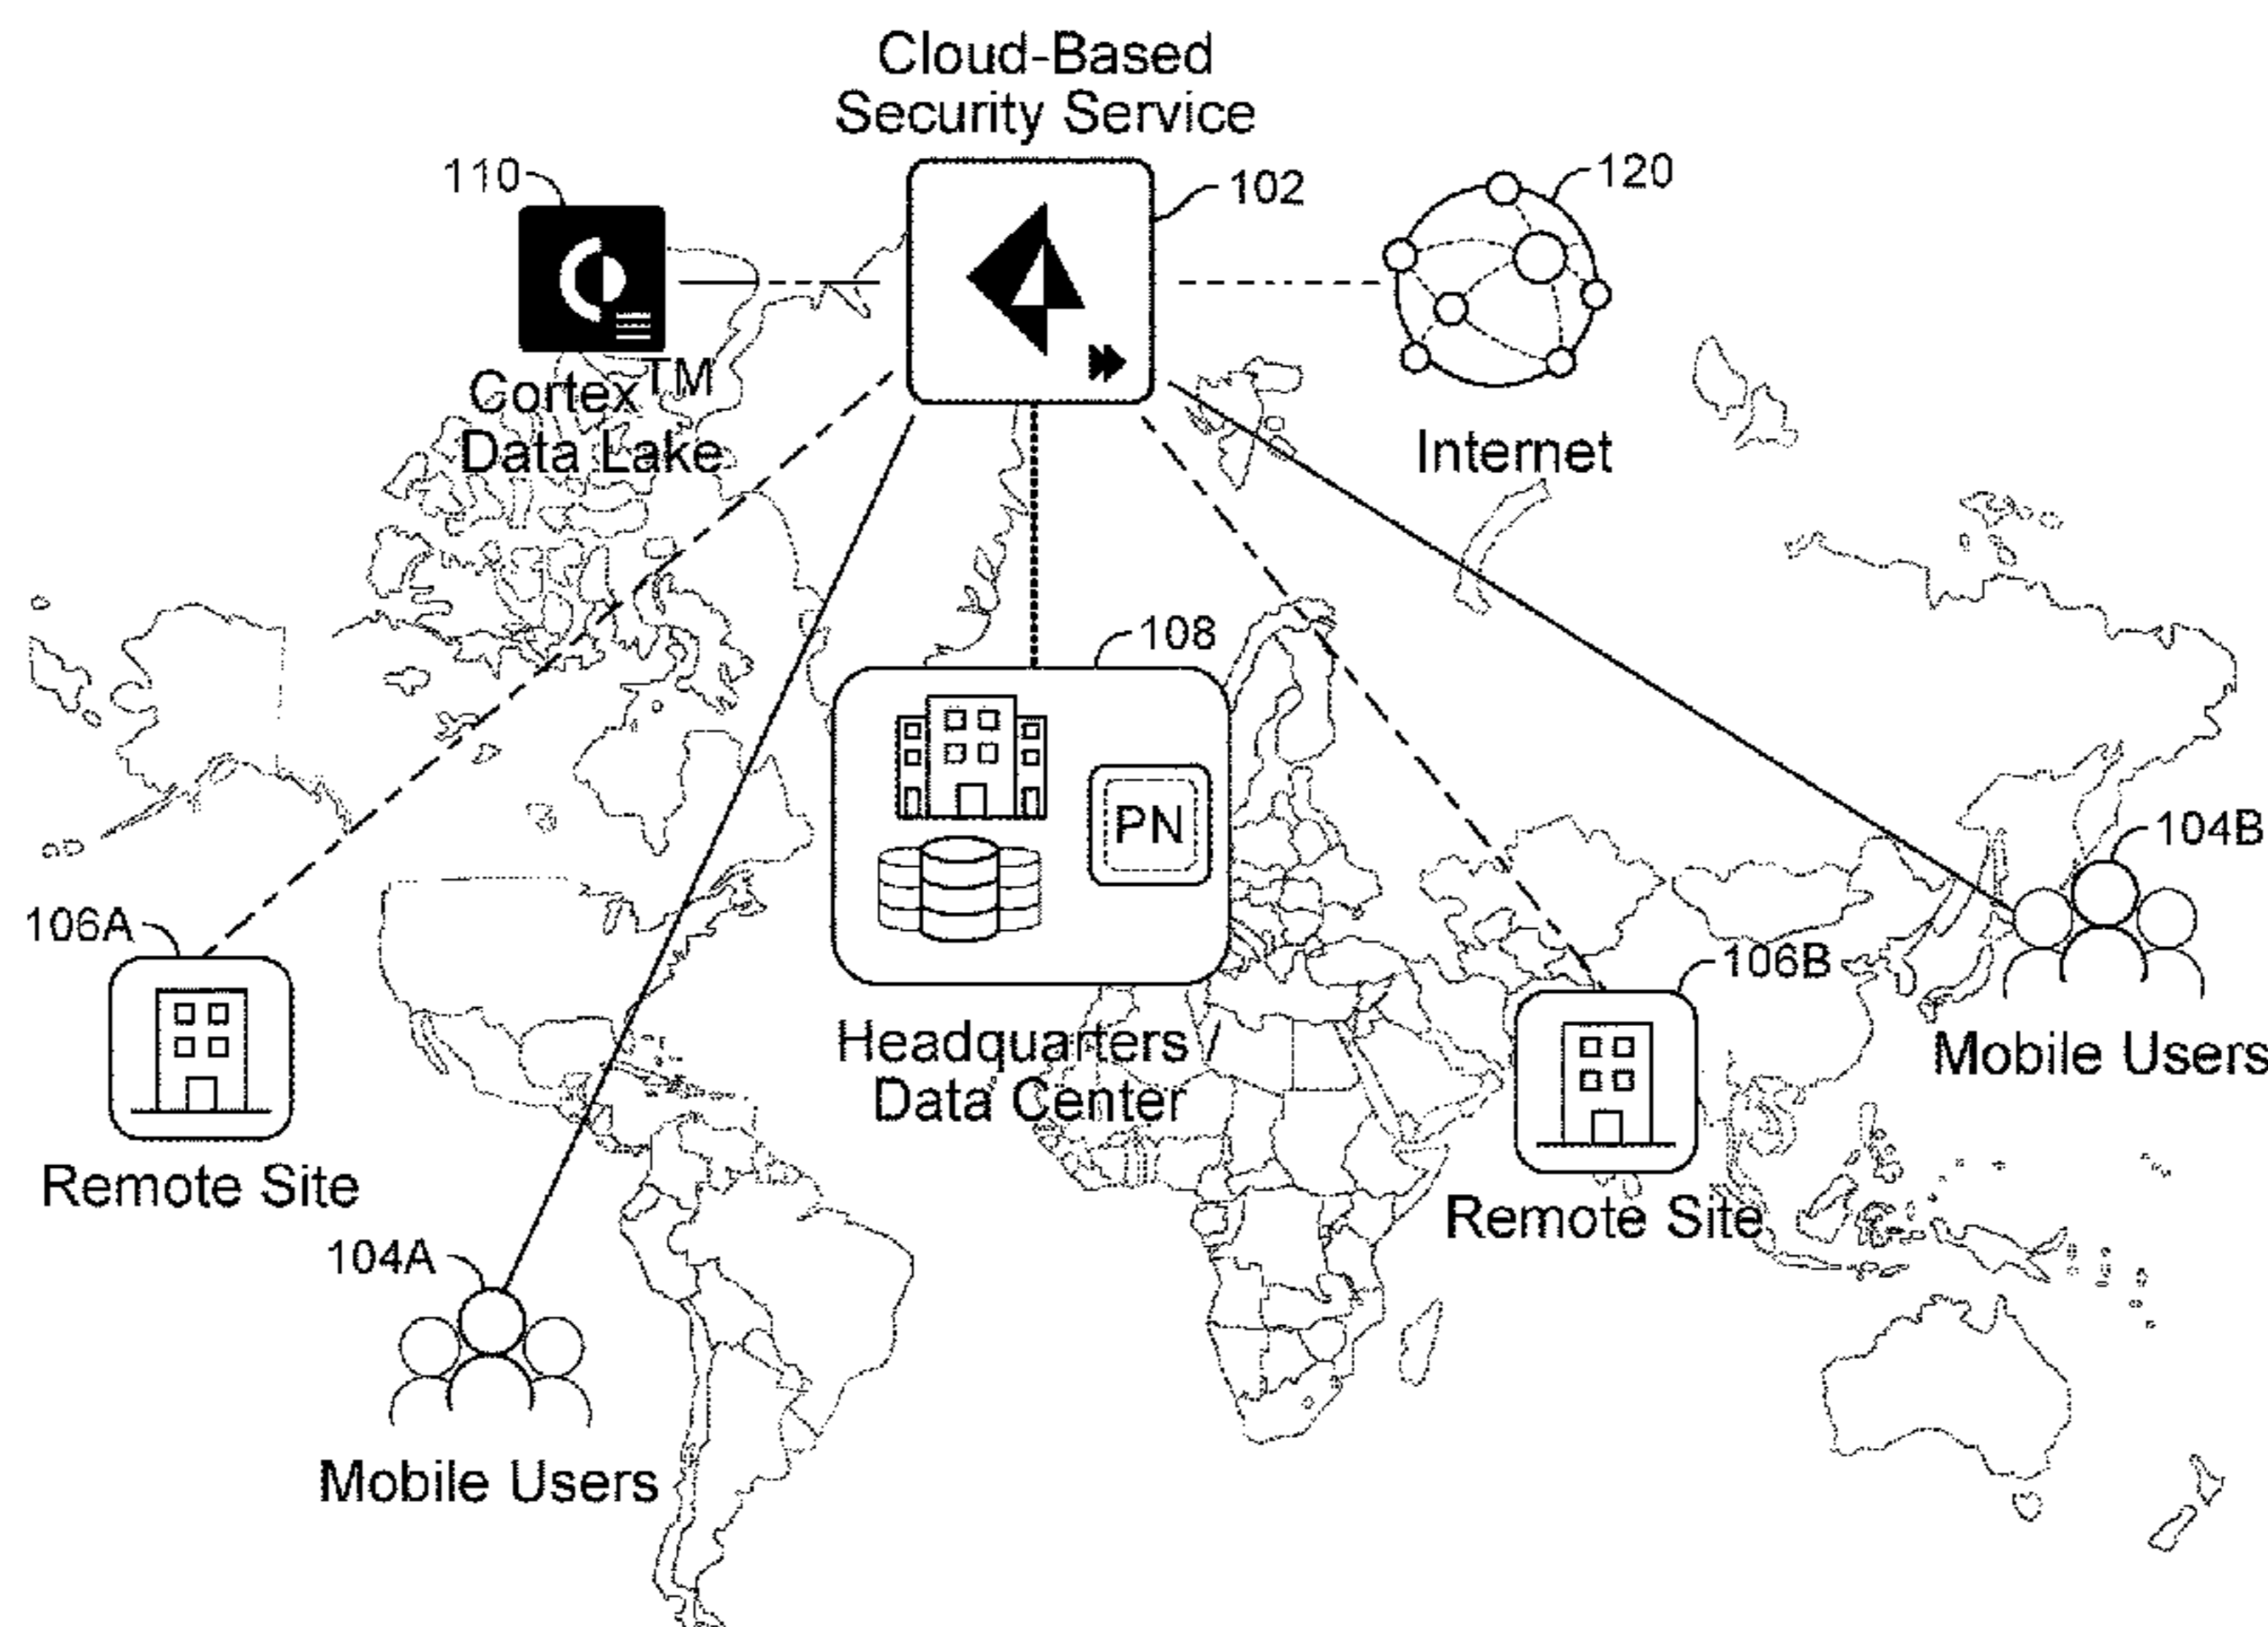 Cloud-Based
Security Service
110
102
120
Cortex™
Data Lake
Internet
108
PN
104B
106A
106B
Headquarters
Data Center
Mobile Users
Remote Site
Remote Site
104A
Mobile Users